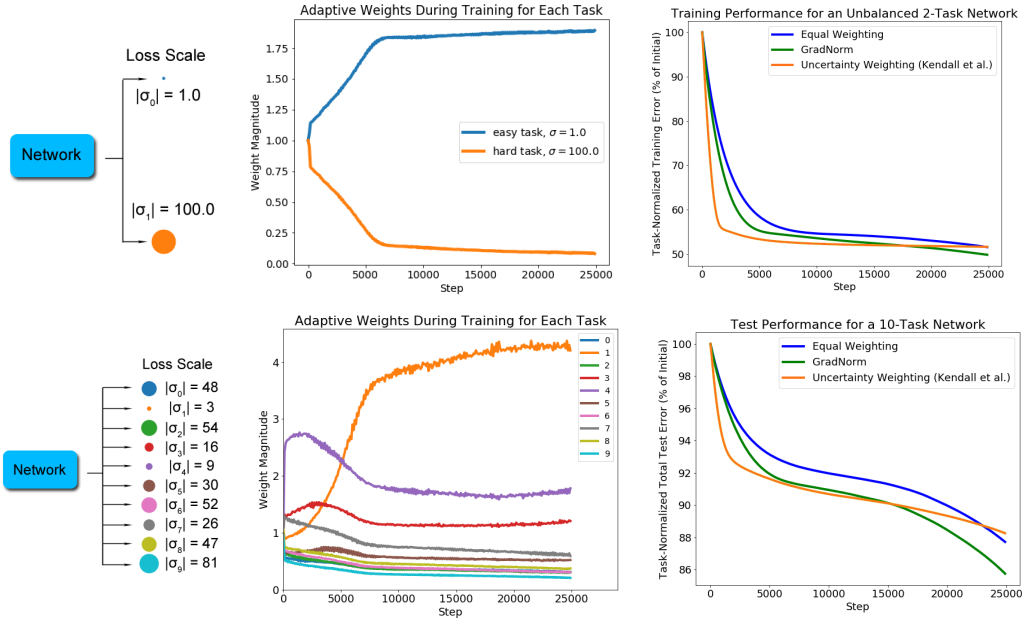 Adaptive Weights During Training for Each Task
Training Performance for an Unbalanced 2-Task Network
Loss Scale
|σ₀| = 1.0
Network
|σ₁| = 100.0
Weight Magnitude
1.75
1.50
1.25
1.00
0.75
0.50
0.25
0.00
easy task, σ = 1.0
hard task, σ = 100.0
0 5000 10000 15000 20000 25000
Step
Task-Normalized Training Error (% of Initial)
100
90
80
70
60
50
Equal Weighting
GradNorm
Uncertainty Weighting (Kendall et al.)
0 5000 10000 15000 20000 25000
Step
Adaptive Weights During Training for Each Task
Test Performance for a 10-Task Network
Loss Scale
|σ₀| = 48
|σ₁| = 3
|σ₂| = 54
|σ₃| = 16
|σ₄| = 9
|σ₅| = 30
|σ₆| = 52
|σ₇| = 26
|σ₈| = 47
|σ₉| = 81
Network
Weight Magnitude
4
3
2
1
0
0
1
2
3
4
5
6
7
8
9
0 5000 10000 15000 20000 25000
Step
Task-Normalized Total Test Error (% of Initial)
100
98
96
94
92
90
88
86
Equal Weighting
GradNorm
Uncertainty Weighting (Kendall et al.)
0 5000 10000 15000 20000 25000
Step